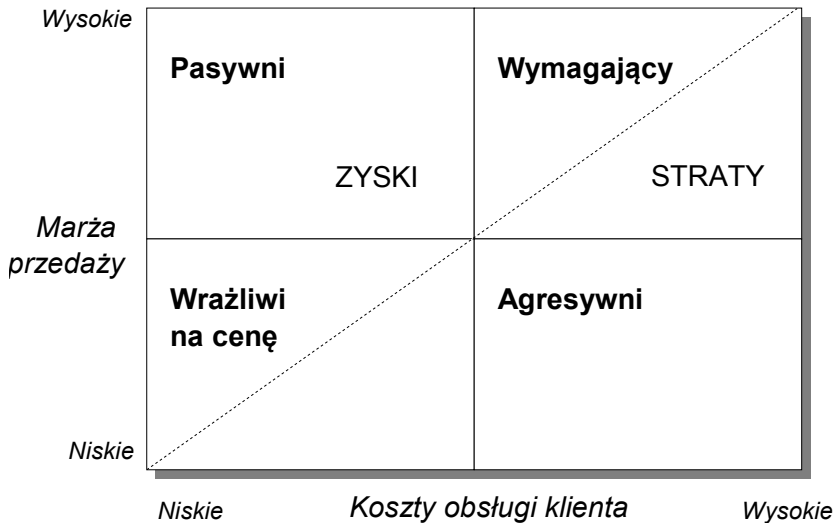 Wysokie
Pasywni
Wymagający
ZYSKI
STRATY
Marża
przedaży
Wrażliwi
na cenę
Agresywni
Niskie
Niskie
Koszty obsługi klienta
Wysokie